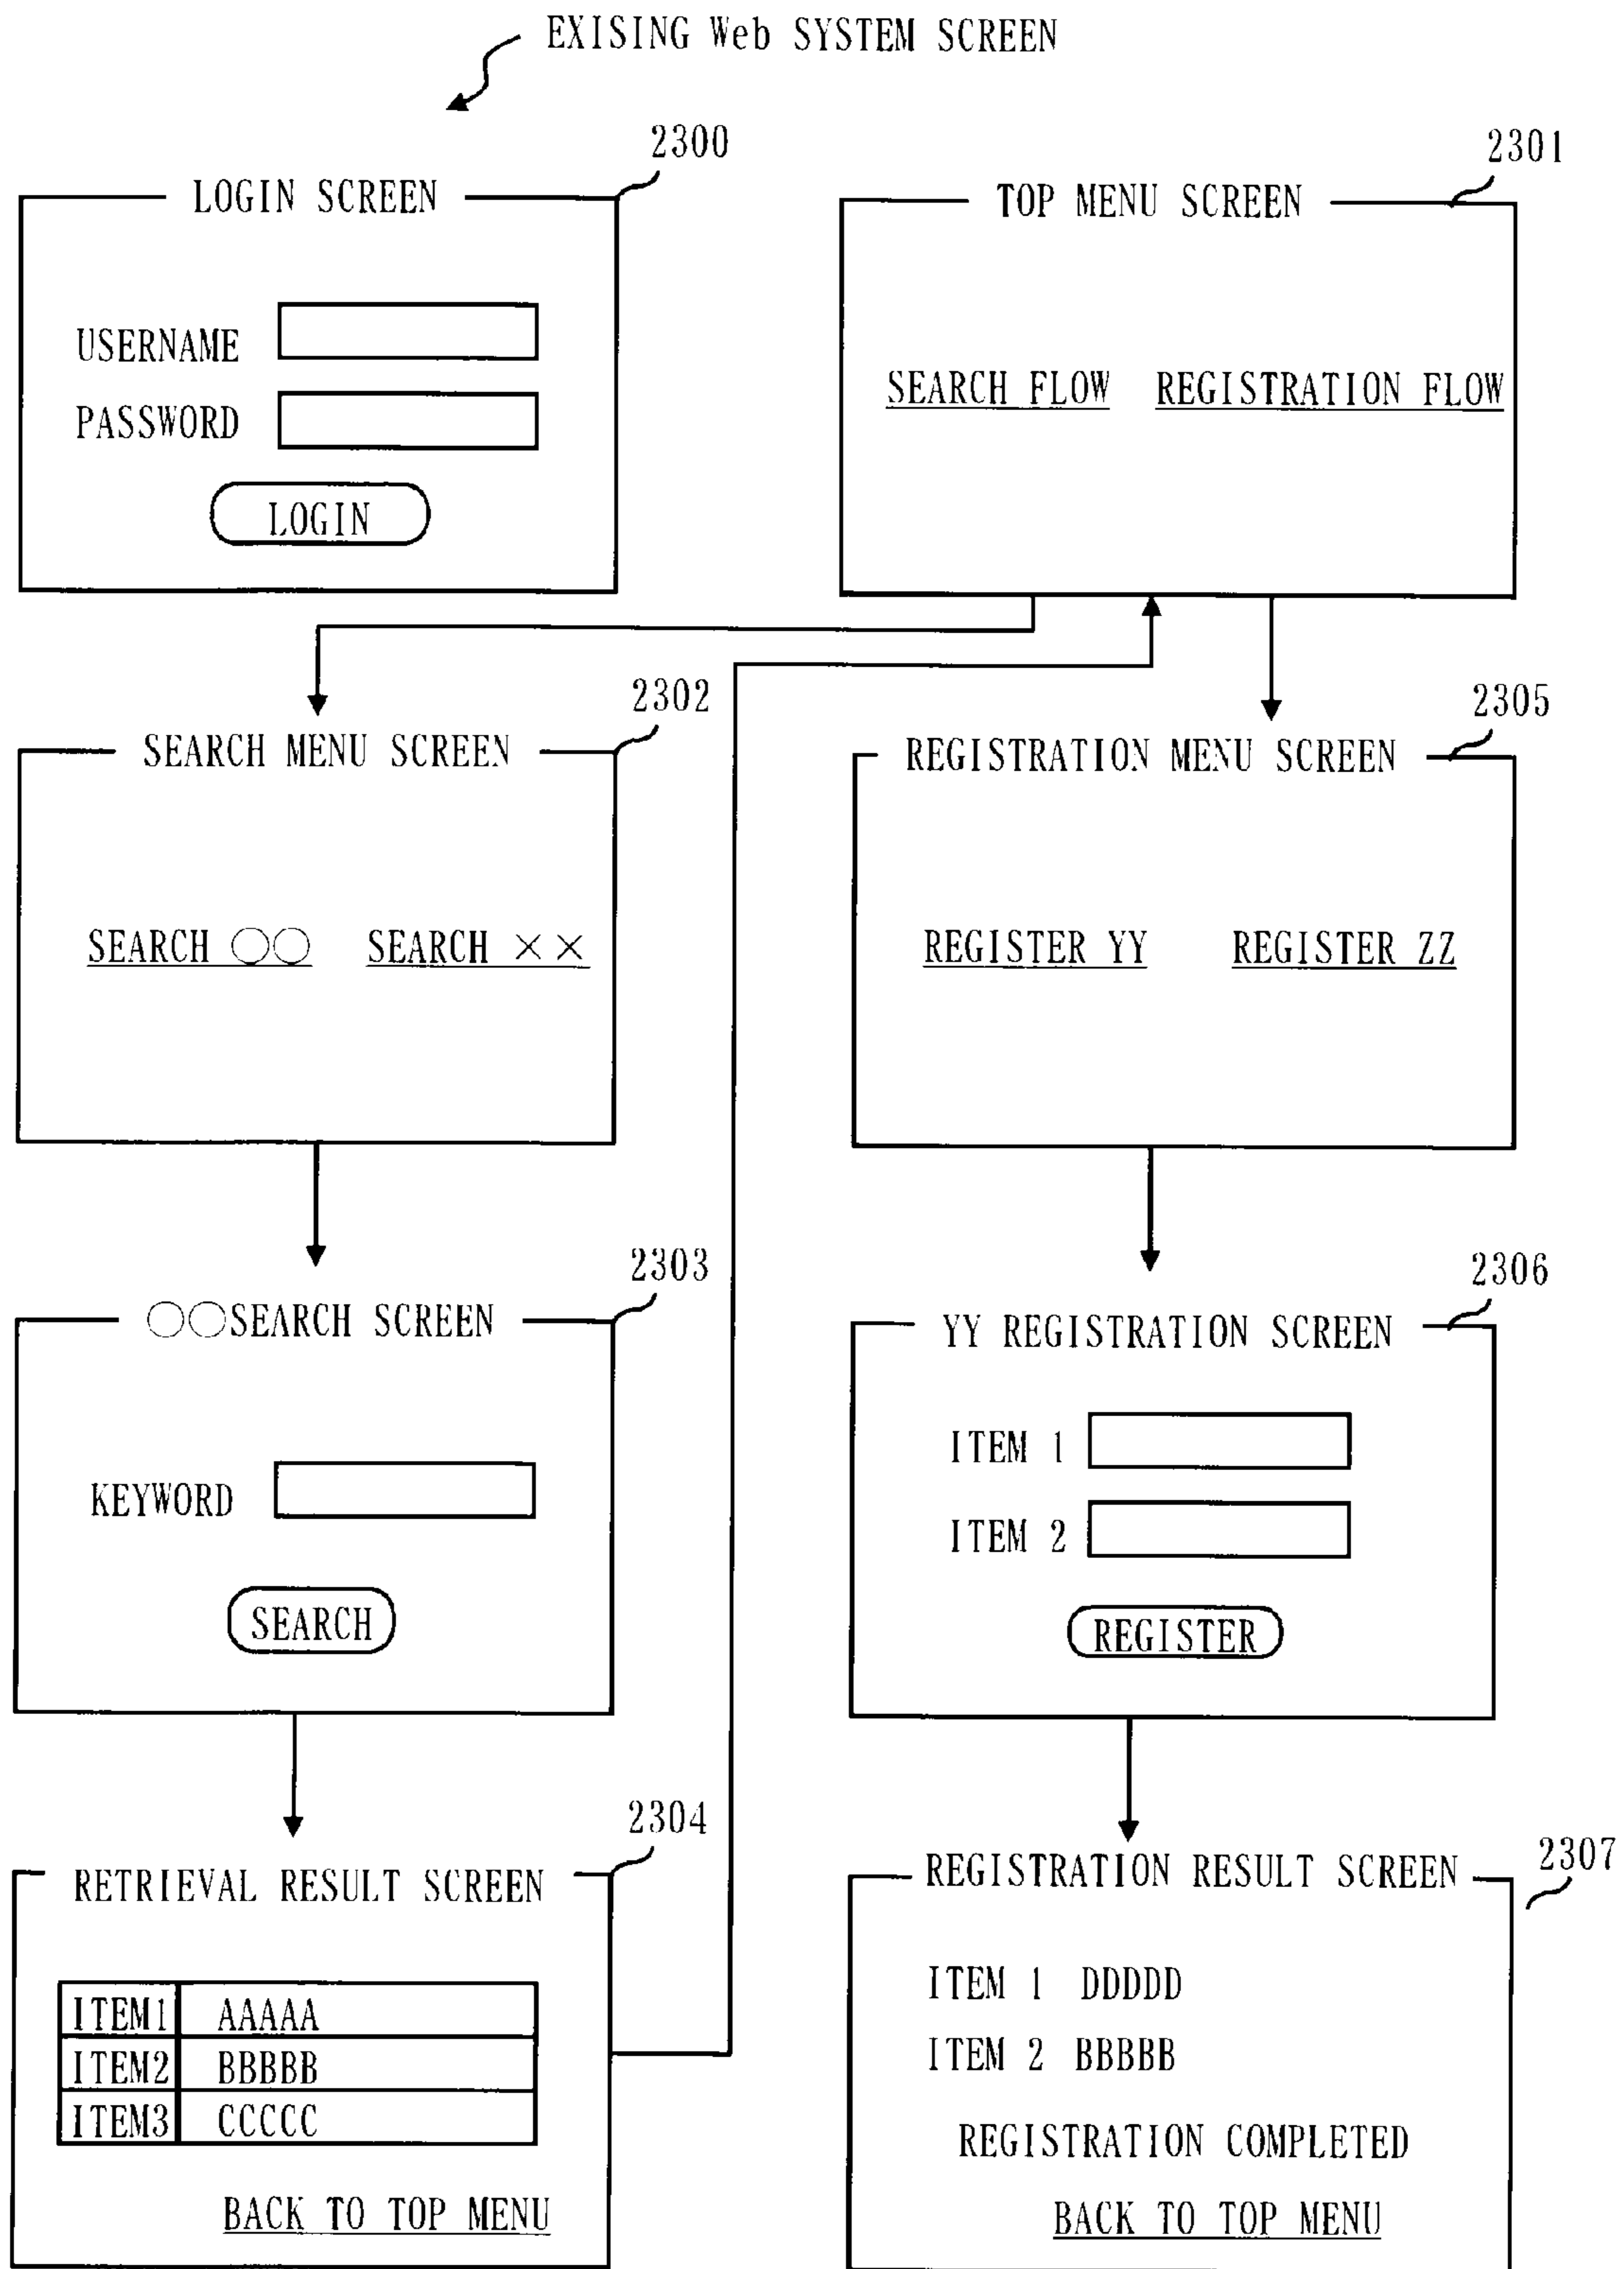 EXISING Web SYSTEM SCREEN
2300
LOGIN SCREEN
USERNAME
PASSWORD
LOGIN
2301
TOP MENU SCREEN
SEARCH FLOW REGISTRATION FLOW
2302
SEARCH MENU SCREEN
SEARCH ○○ SEARCH ××
2305
REGISTRATION MENU SCREEN
REGISTER YY REGISTER ZZ
2303
○○SEARCH SCREEN
KEYWORD
SEARCH
2306
YY REGISTRATION SCREEN
ITEM 1
ITEM 2
REGISTER
2304
RETRIEVAL RESULT SCREEN
ITEM1 AAAAA
ITEM2 BBBBB
ITEM3 CCCCC
BACK TO TOP MENU
2307
REGISTRATION RESULT SCREEN
ITEM 1 DDDDD
ITEM 2 BBBBB
REGISTRATION COMPLETED
BACK TO TOP MENU